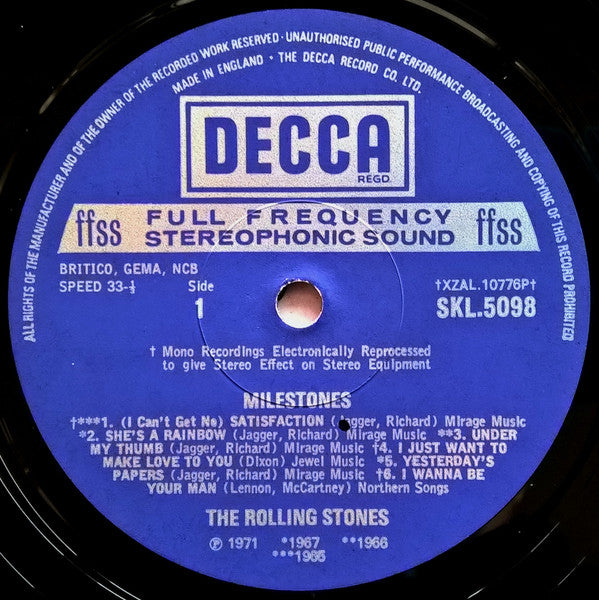 ALL RIGHTS OF THE MANUFACTURER AND OF THE OWNER OF THE RECORDED WORK RESERVED · UNAUTHORISED PUBLIC PERFORMANCE BROADCASTING AND COPYING OF THIS RECORD PROHIBITED
MADE IN ENGLAND · THE DECCA RECORD CO. LTD.
DECCA
REGD
ffss FULL FREQUENCY ffss
STEREOPHONIC SOUND
BRITICO, GEMA, NCB
SPEED 33-⅓ Side †XZAL.10776P†
1 SKL.5098
† Mono Recordings Electronically Reprocessed
to give Stereo Effect on Stereo Equipment
MILESTONES
†***1. (I Can't Get No) SATISFACTION (Jagger, Richard) Mirage Music
*2. SHE'S A RAINBOW (Jagger, Richard) Mirage Music **3. UNDER
MY THUMB (Jagger, Richard) Mirage Music †4. I JUST WANT TO
MAKE LOVE TO YOU (Dixon) Jewel Music *5. YESTERDAY'S
PAPERS (Jagger, Richard) Mirage Music †6. I WANNA BE
YOUR MAN (Lennon, McCartney) Northern Songs
THE ROLLING STONES
℗ 1971 *1967 **1966
***1965